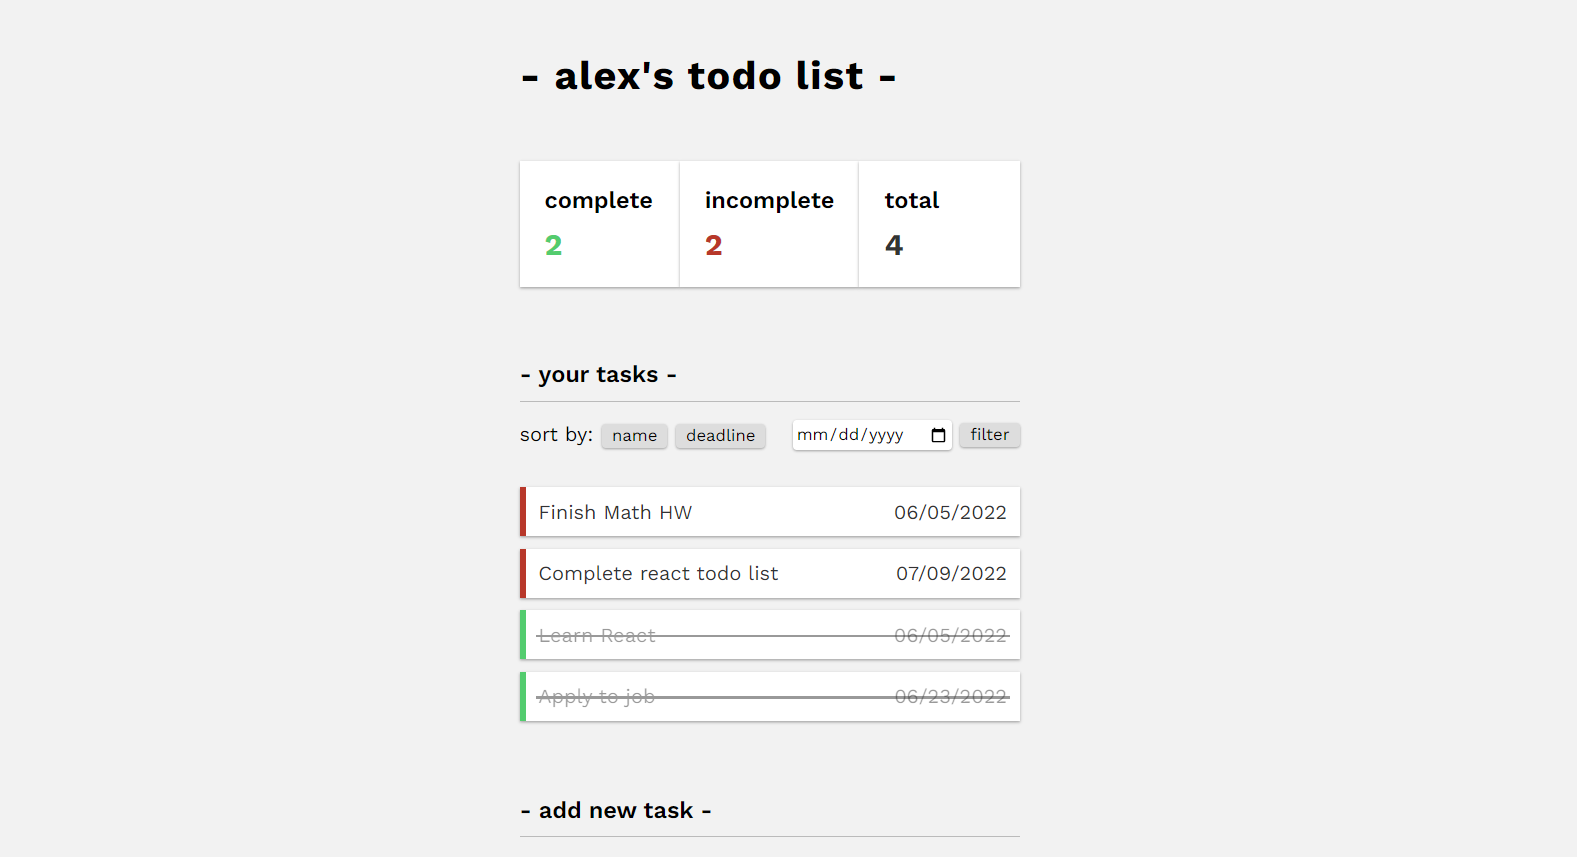 - alex's todo list -
complete incomplete total
2 2 4
- your tasks -
sort by: name deadline mm/dd/yyyy filter
Finish Math HW 06/05/2022
Complete react todo list 07/09/2022
Learn React 06/05/2022
Apply to job 06/23/2022
- add new task -